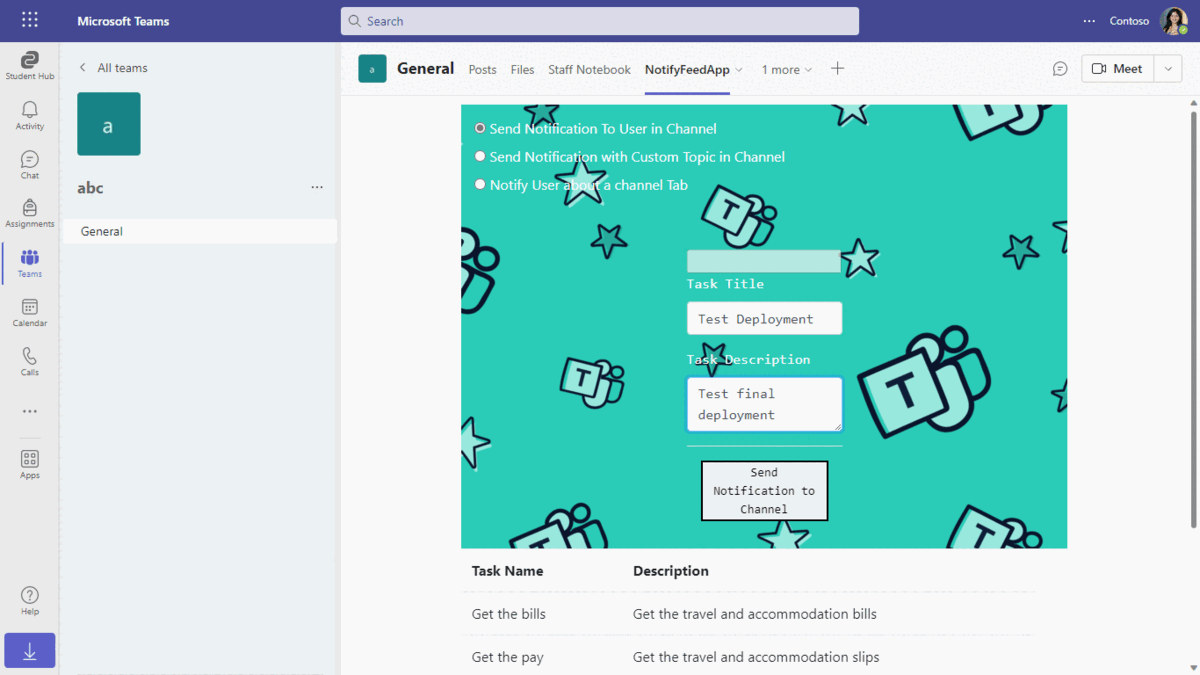 Microsoft Teams
Search
Contoso
Student Hub
Activity
Chat
Assignments
Teams
Calendar
Calls
Apps
Help
All teams
a
abc
General
a
General
Posts
Files
Staff Notebook
NotifyFeedApp
1 more
Meet
Send Notification To User in Channel
Send Notification with Custom Topic in Channel
Notify User about a channel Tab
Task Title
Test Deployment
Task Description
Test final
deployment
Send
Notification to
Channel
Task Name Description
Get the bills Get the travel and accommodation bills
Get the pay Get the travel and accommodation slips